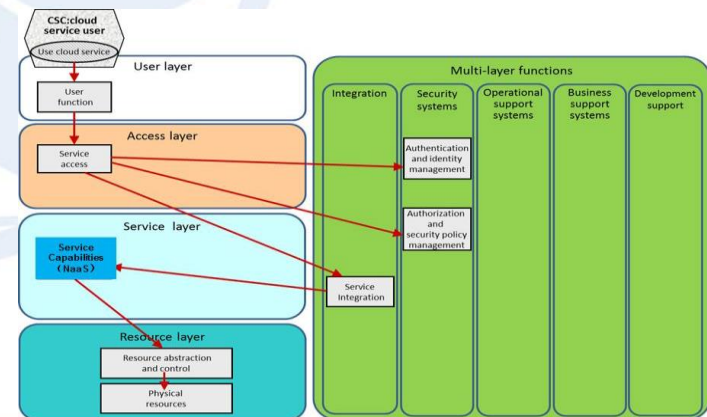 CSC:cloud
service user
Use cloud service
User layer
User
function
Access layer
Service
access
Service layer
Service
Capabilities
(NaaS)
Resource layer
Resource abstraction
and control
Physical
resources
Multi-layer functions
Integration
Security
systems
Operational
support
systems
Business
support
systems
Development
support
Authentication
and identity
management
Authorization
and
security policy
management
Service
Integration